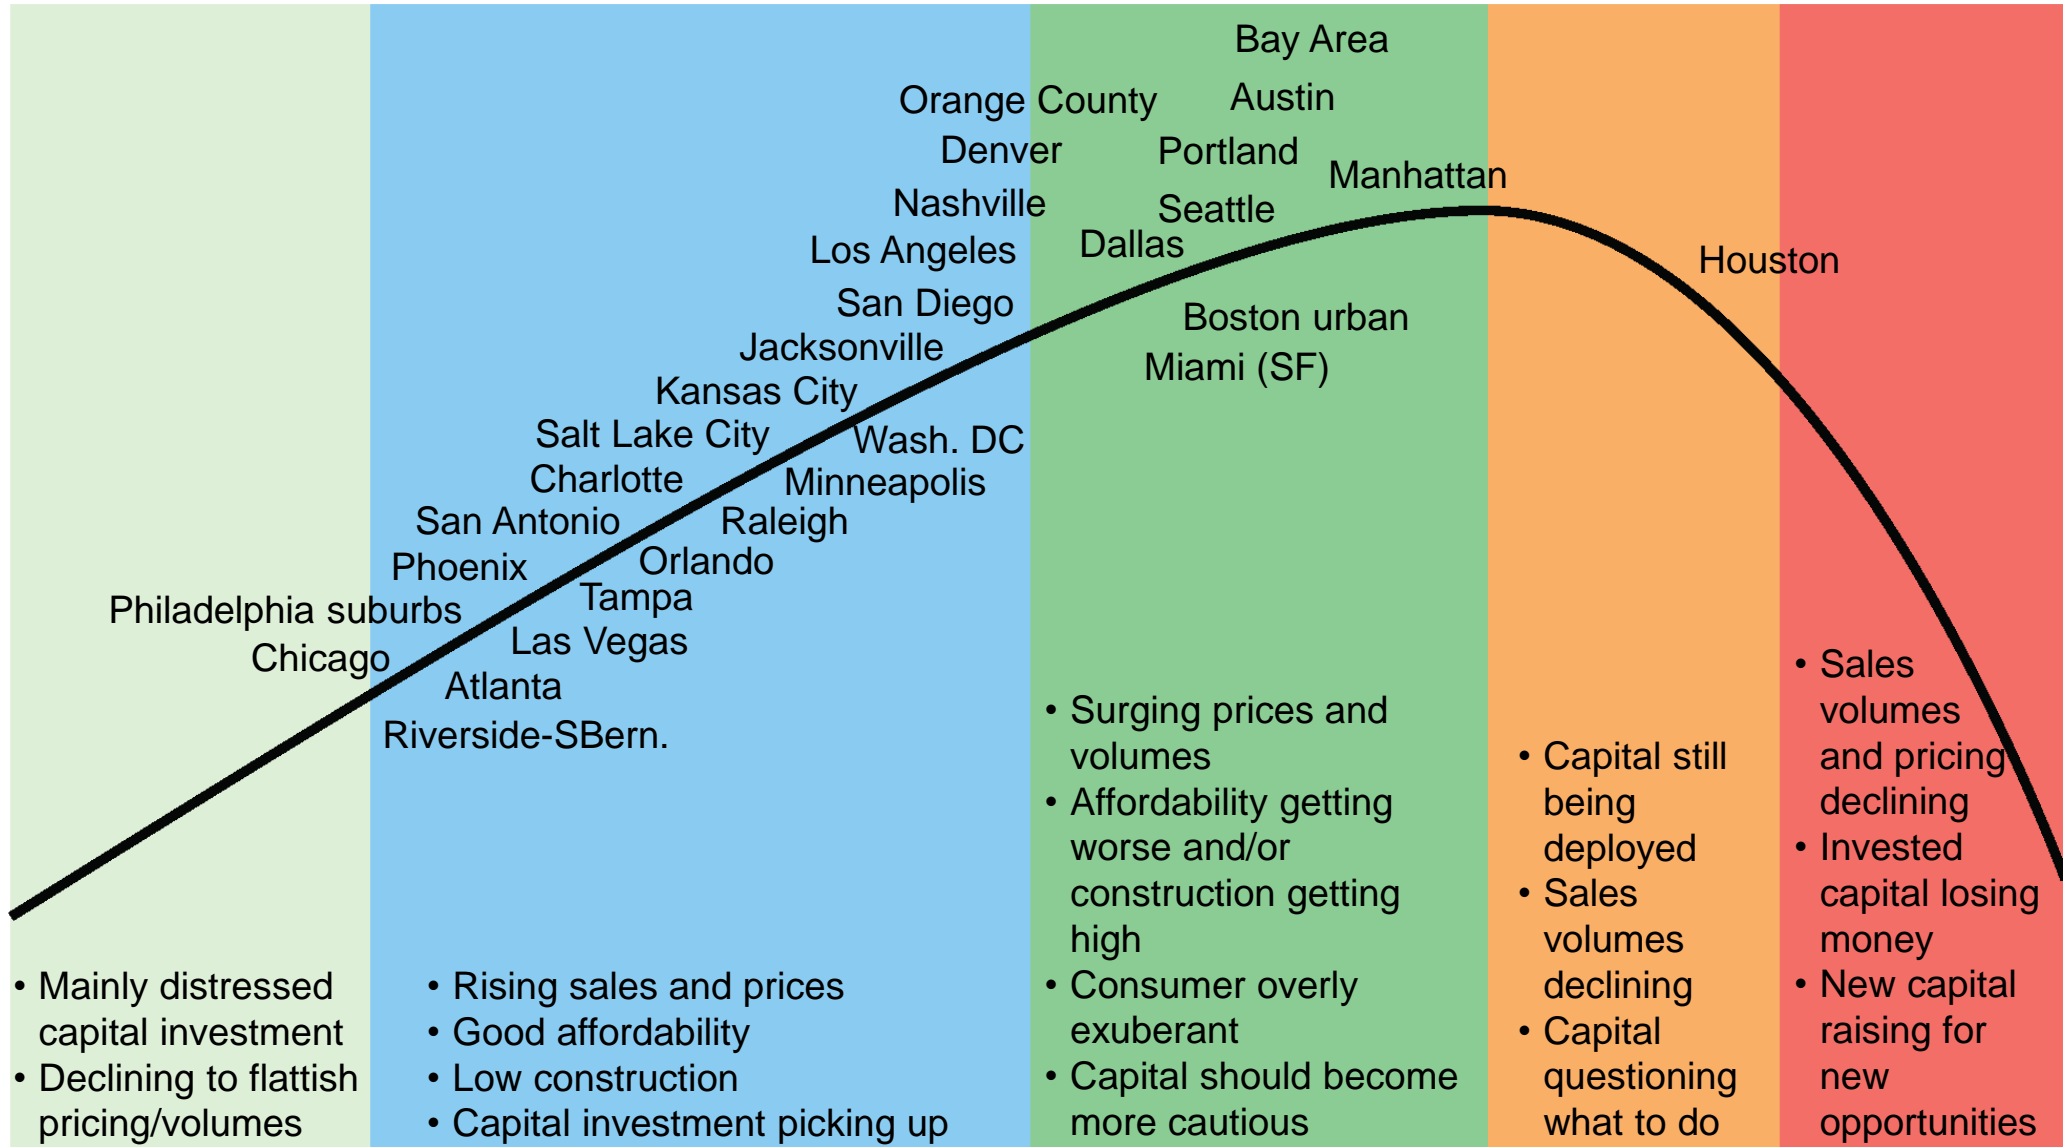 Bay Area
Orange County
Austin
Denver
Portland
Manhattan
Nashville
Seattle
Los Angeles
Dallas
Houston
San Diego
Boston urban
Jacksonville
Miami (SF)
Kansas City
Salt Lake City
Wash. DC
Charlotte
Minneapolis
San Antonio
Raleigh
Phoenix
Orlando
Philadelphia suburbs
Tampa
Chicago
Las Vegas
Atlanta
Riverside-SBern.
• Mainly distressed
capital investment
• Declining to flattish
pricing/volumes
• Rising sales and prices
• Good affordability
• Low construction
• Capital investment picking up
• Surging prices and
volumes
• Affordability getting
worse and/or
construction getting
high
• Consumer overly
exuberant
• Capital should become
more cautious
• Capital still
being
deployed
• Sales
volumes
declining
• Capital
questioning
what to do
• Sales
volumes
and pricing
declining
• Invested
capital losing
money
• New capital
raising for
new
opportunities